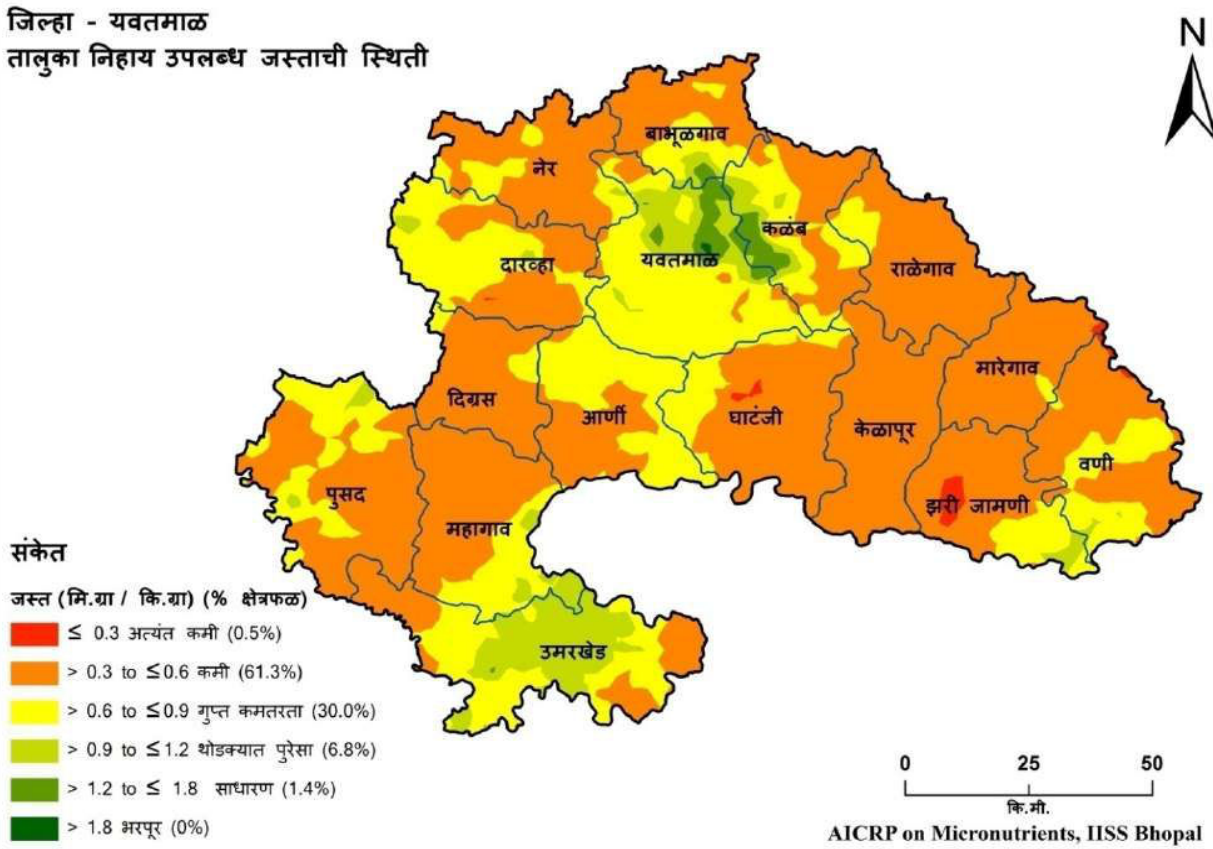 जिल्हा - यवतमाळ
तालुका निहाय उपलब्ध जस्ताची स्थिती
N
बाभूळगाव
नेर
कळंब
दारव्हा
यवतमाळ
राळेगाव
मारेगाव
दिग्रस
आर्णी
घाटंजी
केळापूर
वणी
पुसद
झरी जामणी
महागाव
उमरखेड
संकेत
जस्त (मि.ग्रा / कि.ग्रा) (% क्षेत्रफळ)
≤ 0.3 अत्यंत कमी (0.5%)
> 0.3 to ≤0.6 कमी (61.3%)
> 0.6 to ≤0.9 गुप्त कमतरता (30.0%)
> 0.9 to ≤1.2 थोडक्यात पुरेसा (6.8%)
> 1.2 to ≤ 1.8 साधारण (1.4%)
> 1.8 भरपूर (0%)
0 25 50
कि.मी.
AICRP on Micronutrients, IISS Bhopal